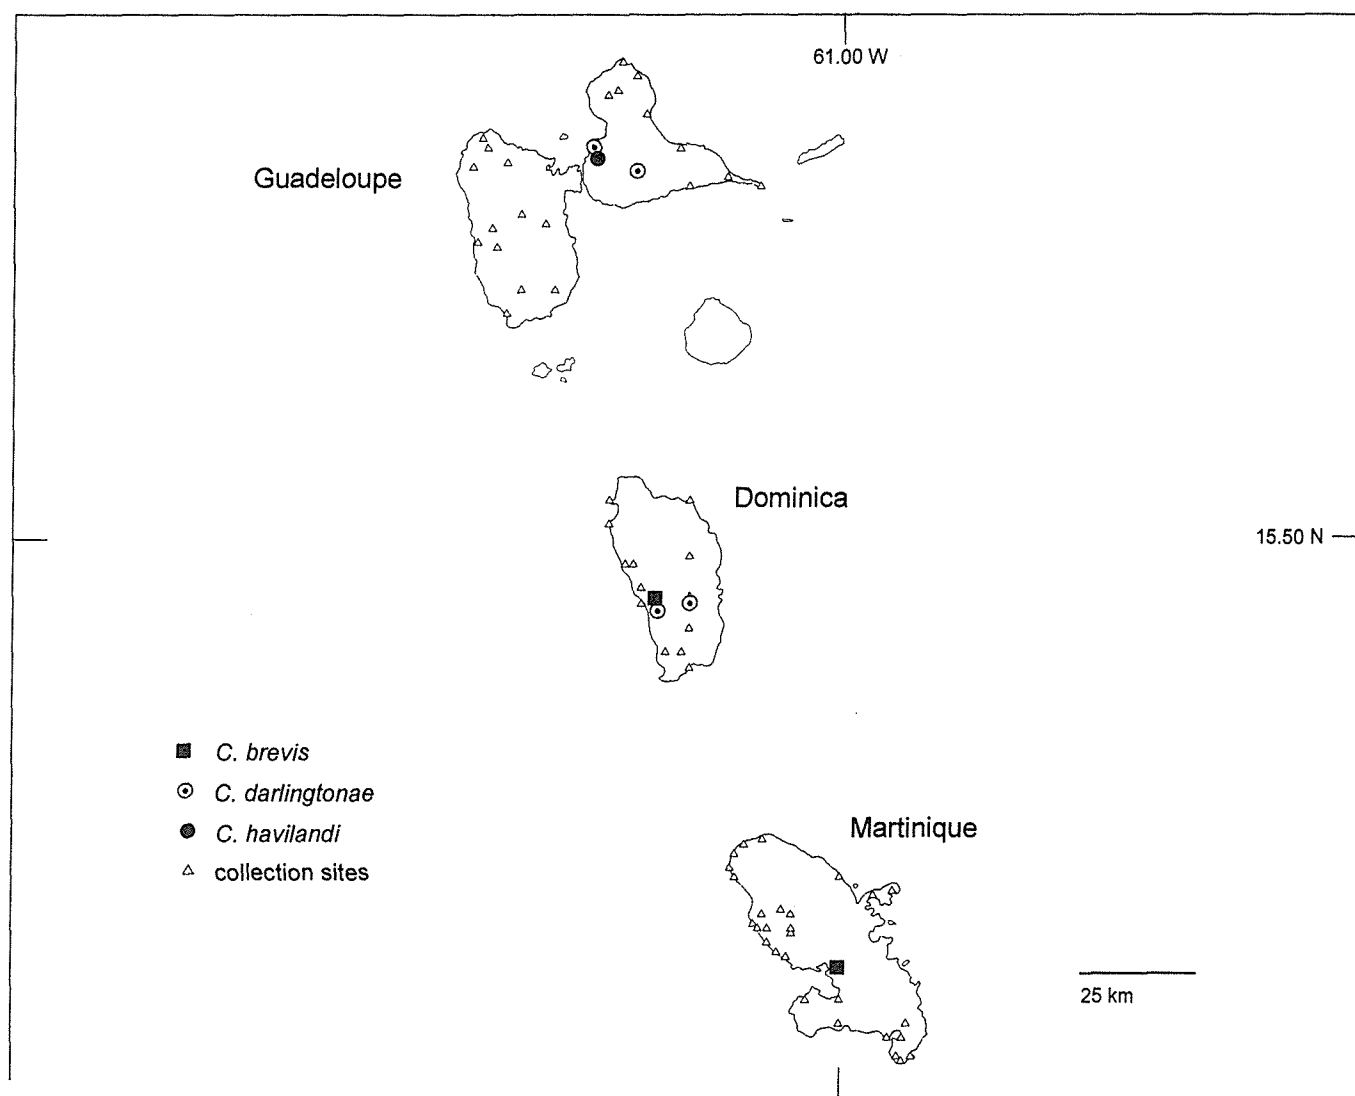 61.00 W
Guadeloupe
Dominica
15.50 N
C. brevis
C. darlingtonae
C. havilandi
collection sites
Martinique
25 km